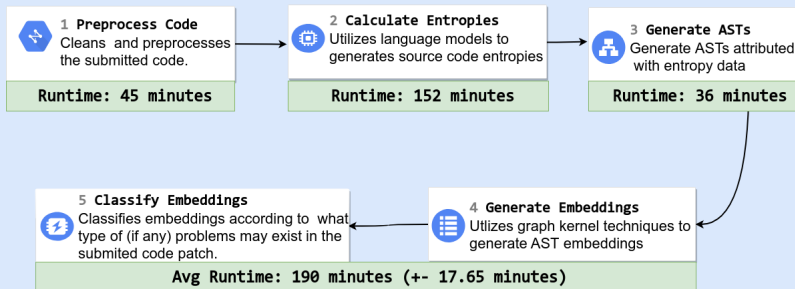 1 Preprocess Code
Cleans and preprocesses
the submitted code.
Runtime: 45 minutes
2 Calculate Entropies
Utilizes language models to
generates source code entropies
Runtime: 152 minutes
3 Generate ASTs
Generate ASTs attributed
with entropy data
Runtime: 36 minutes
4 Generate Embeddings
Utlizes graph kernel techniques to
generate AST embeddings
5 Classify Embeddings
Classifies embeddings according to what
type of (if any) problems may exist in the
submited code patch.
Avg Runtime: 190 minutes (+- 17.65 minutes)